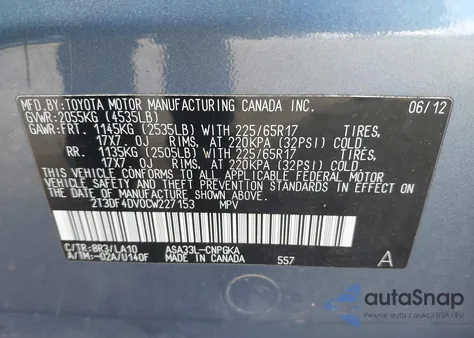 MFD.BY:TOYOTA MOTOR MANUFACTURING CANADA INC. 06/12
GVWR:2055KG (4535LB)
GAWR:FRT. 1145KG (2535LB) WITH 225/65R17 TIRES,
17X7.0J RIMS, AT 220KPA (32PSI) COLD
RR. 1135KG (2505LB) WITH 225/65R17 TIRES,
17X7.0J RIMS, AT 220KPA (32PSI) COLD.
THIS VEHICLE CONFORMS TO ALL APPLICABLE FEDERAL MOTOR
VEHICLE SAFETY STANDARDS IN EFFECT ON THE DATE OF
MANUFACTURE SHOWN ABOVE.
2T3DF4DV0CW227153 MPV
C/TR:8R3/LA10 ASA33L-CNPGKA
A/TM:-02A/U140F MADE IN CANADA 557 A
autoSnap
Автоаукціони США і Європи